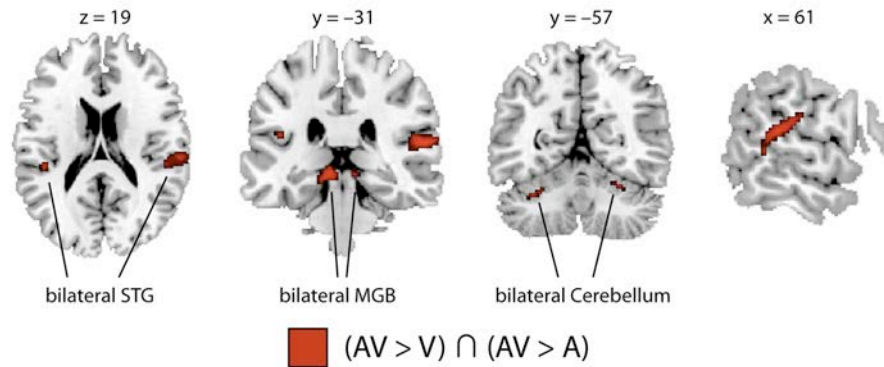 z = 19
y = –31
y = –57
x = 61
bilateral STG
bilateral MGB
bilateral Cerebellum
(AV > V) ∩ (AV > A)